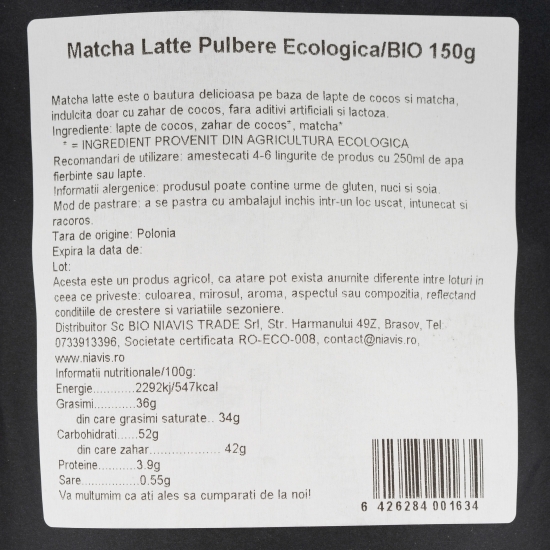 Matcha Latte Pulbere Ecologica/BIO 150g
Matcha latte este o bautura delicioasa pe baza de lapte de cocos si matcha,
indulcita doar cu zahar de cocos, fara aditivi artificiali si lactoza.
Ingrediente: lapte de cocos, zahar de cocos*, matcha*
* = INGREDIENT PROVENIT DIN AGRICULTURA ECOLOGICA
Recomandari de utilizare: amestecati 4-6 lingurite de produs cu 250ml de apa
fierbinte sau lapte.
Informatii alergenice: produsul poate contine urme de gluten, nuci si soia.
Mod de pastrare: a se pastra cu ambalajul inchis intr-un loc uscat, intunecat si
racoros.
Tara de origine: Polonia
Expira la data de:
Lot:
Acesta este un produs agricol, ca atare pot exista anumite diferente intre loturi in
ceea ce priveste: culoarea, mirosul, aroma, aspectul sau compozitia, reflectand
conditiile de crestere si variatiile sezoniere.
Distribuitor Sc BIO NIAVIS TRADE Srl, Str. Harmanului 49Z, Brasov, Tel
0733913396, Societate certificata RO-ECO-008, contact@niavis.ro,
www.niavis.ro
Informatii nutritionale/100g:
Energie............2292kj/547kcal
Grasimi............36g
din care grasimi saturate.. 34g
Carbohidrati......52g
din care zahar.................... 42g
Proteine...........3.9g
Sare................0.55g
Va multumim ca ati ales sa cumparati de la noi!
6 426284 001634